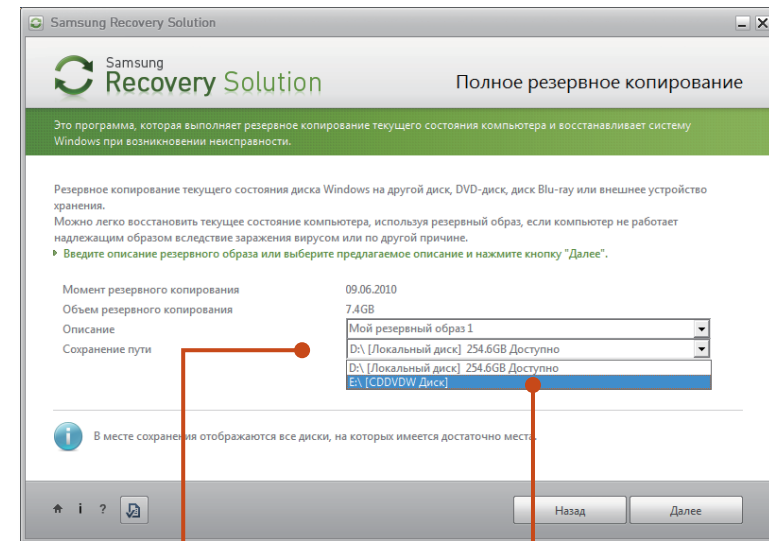 Samsung Recovery Solution
Samsung
Recovery Solution
Полное резервное копирование
Это программа, которая выполняет резервное копирование текущего состояния компьютера и восстанавливает систему
Windows при возникновении неисправности.
Резервное копирование текущего состояния диска Windows на другой диск, DVD-диск, диск Blu-ray или внешнее устройство
хранения.
Можно легко восстановить текущее состояние компьютера, используя резервный образ, если компьютер не работает
надлежащим образом вследствие заражения вирусом или по другой причине.
Введите описание резервного образа или выберите предлагаемое описание и нажмите кнопку "Далее".
Момент резервного копирования 09.06.2010
Объем резервного копирования 7.4GB
Описание Мой резервный образ 1
Сохранение пути D:\ [Локальный диск] 254.6GB Доступно
D:\ [Локальный диск] 254.6GB Доступно
E:\ [CDDVDW Диск]
В месте сохранения отображаются все диски, на которых имеется достаточно места.
i ? Назад Далее